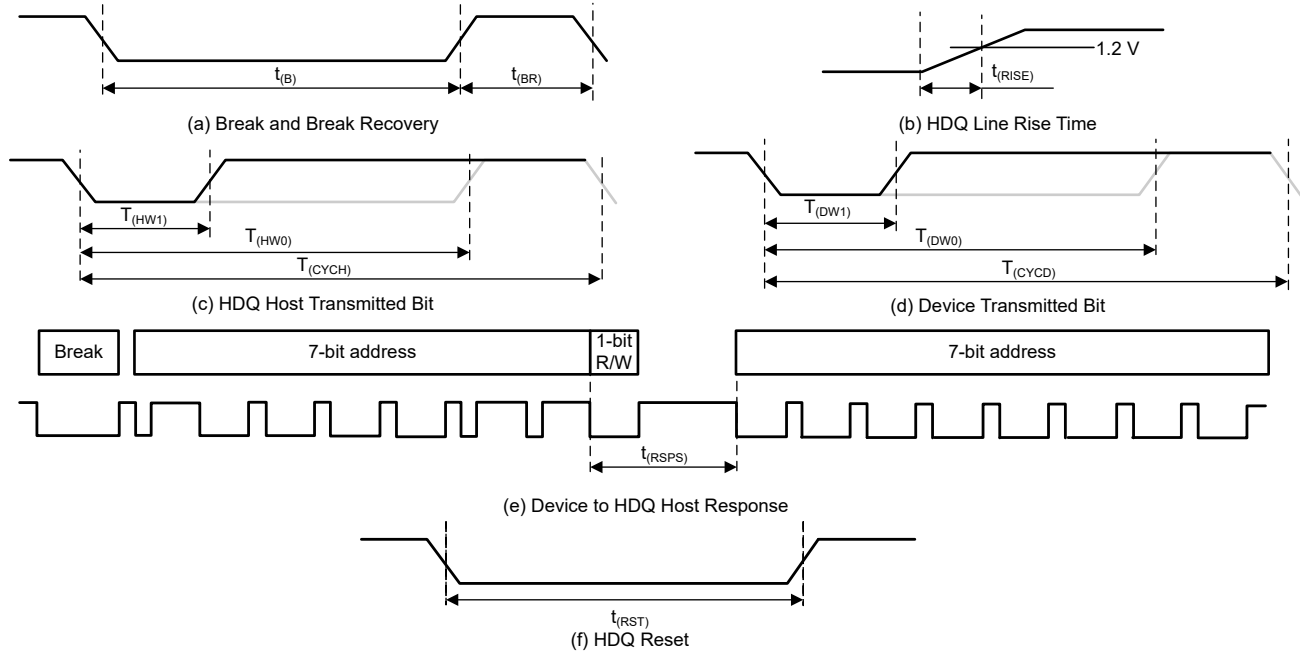 t(B)
t(BR)
(a) Break and Break Recovery
1.2 V
t(RISE)
(b) HDQ Line Rise Time
T(HW1)
T(HW0)
T(CYCH)
(c) HDQ Host Transmitted Bit
T(DW1)
T(DW0)
T(CYCD)
(d) Device Transmitted Bit
Break
7-bit address
1-bit
R/W
7-bit address
t(RSPS)
(e) Device to HDQ Host Response
t(RST)
(f) HDQ Reset